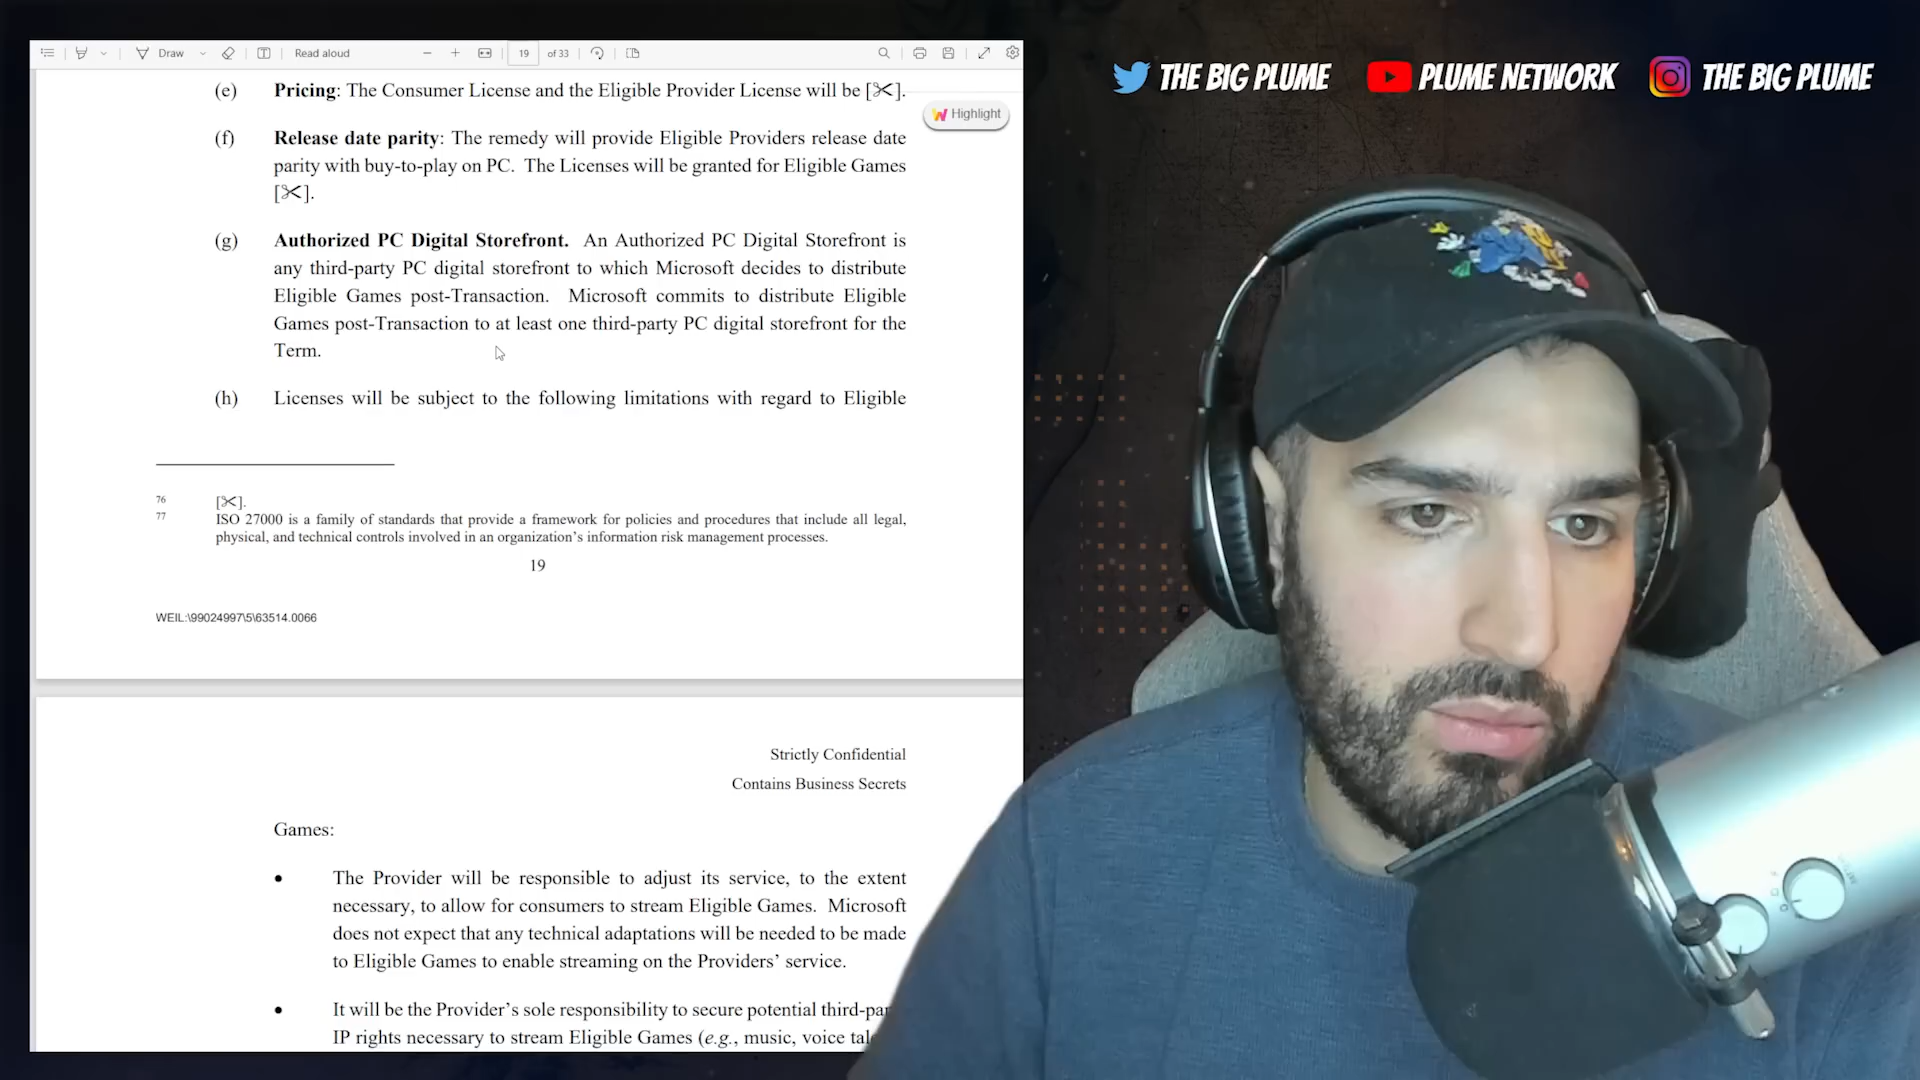 THE BIG PLUME PLUME NETWORK THE BIG PLUME
Draw Read aloud 19 of 33
(e) Pricing: The Consumer License and the Eligible Provider License will be [✂].
Highlight
(f) Release date parity: The remedy will provide Eligible Providers release date
parity with buy-to-play on PC. The Licenses will be granted for Eligible Games
[✂].
(g) Authorized PC Digital Storefront. An Authorized PC Digital Storefront is
any third-party PC digital storefront to which Microsoft decides to distribute
Eligible Games post-Transaction. Microsoft commits to distribute Eligible
Games post-Transaction to at least one third-party PC digital storefront for the
Term.
(h) Licenses will be subject to the following limitations with regard to Eligible
76 [✂].
77 ISO 27000 is a family of standards that provide a framework for policies and procedures that include all legal,
physical, and technical controls involved in an organization's information risk management processes.
19
WEIL:\99024997\5\63514.0066
Strictly Confidential
Contains Business Secrets
Games:
• The Provider will be responsible to adjust its service, to the extent
necessary, to allow for consumers to stream Eligible Games. Microsoft
does not expect that any technical adaptations will be needed to be made
to Eligible Games to enable streaming on the Providers' service.
• It will be the Provider's sole responsibility to secure potential
IP rights necessary to stream Eligible Games (e.g., music, voice